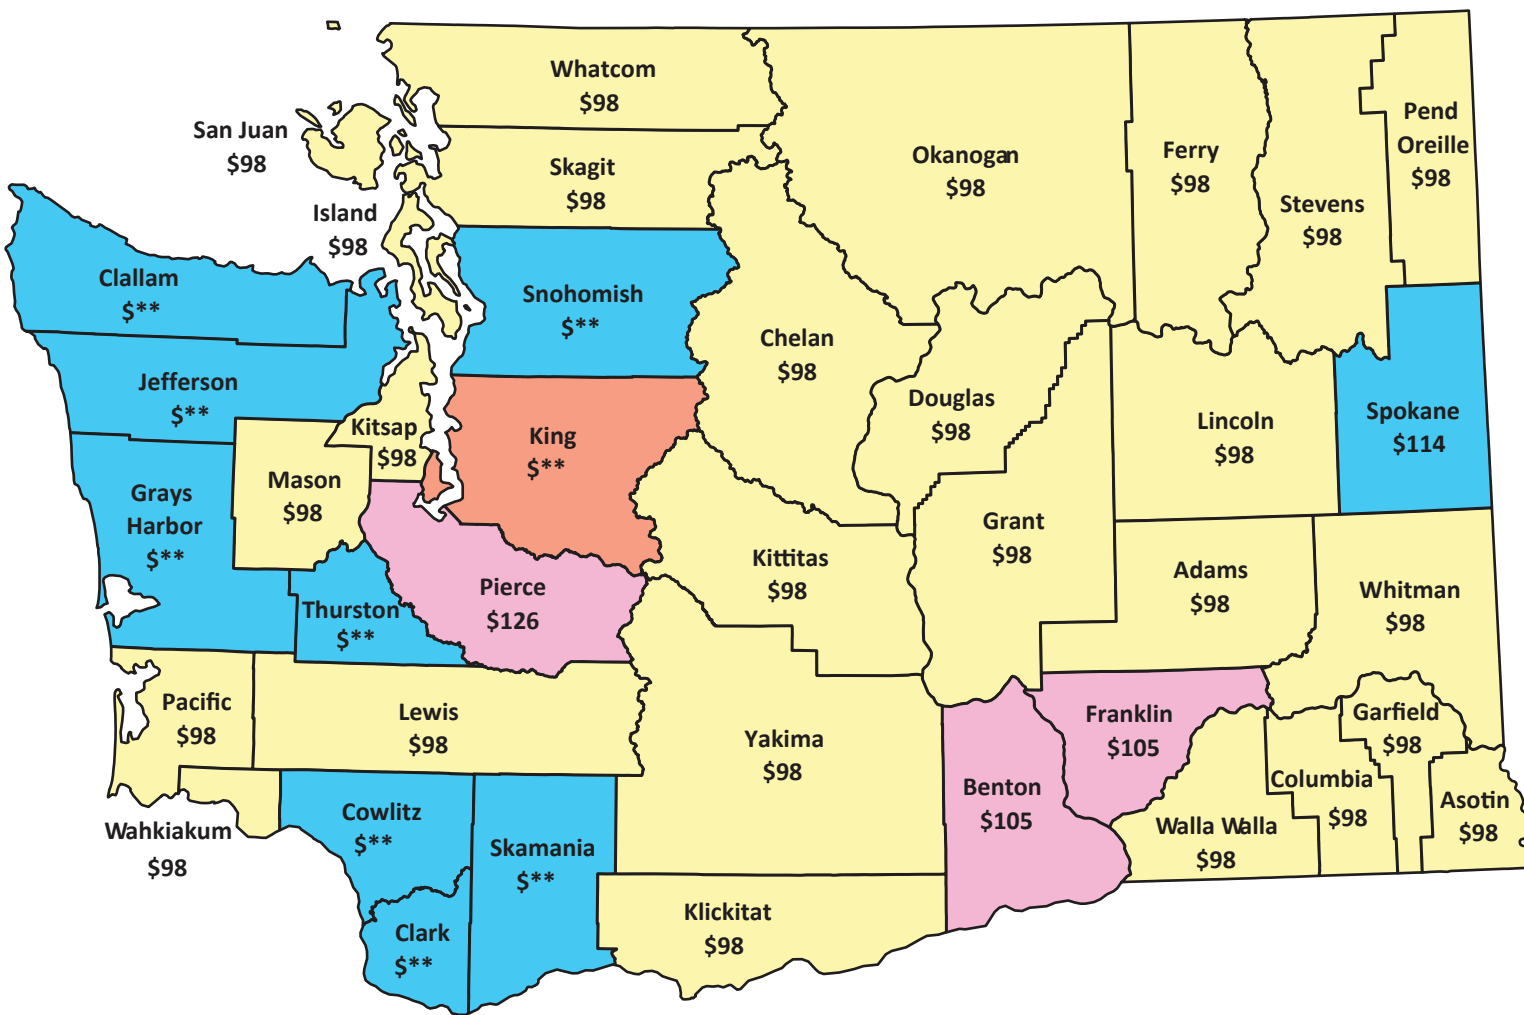 Whatcom
$98
San Juan
$98
Skagit
$98
Island
$98
Okanogan
$98
Ferry
$98
Stevens
$98
Pend
Oreille
$98
Clallam
$**
Snohomish
$**
Jefferson
$**
Chelan
$98
Douglas
$98
Kitsap
$98
King
$**
Lincoln
$98
Spokane
$114
Mason
$98
Grays
Harbor
$**
Grant
$98
Kittitas
$98
Adams
$98
Whitman
$98
Thurston
$**
Pierce
$126
Pacific
$98
Lewis
$98
Yakima
$98
Franklin
$105
Garfield
$98
Benton
$105
Columbia
$98
Asotin
$98
Walla Walla
$98
Wahkiakum
$98
Cowlitz
$**
Skamania
$**
Clark
$**
Klickitat
$98